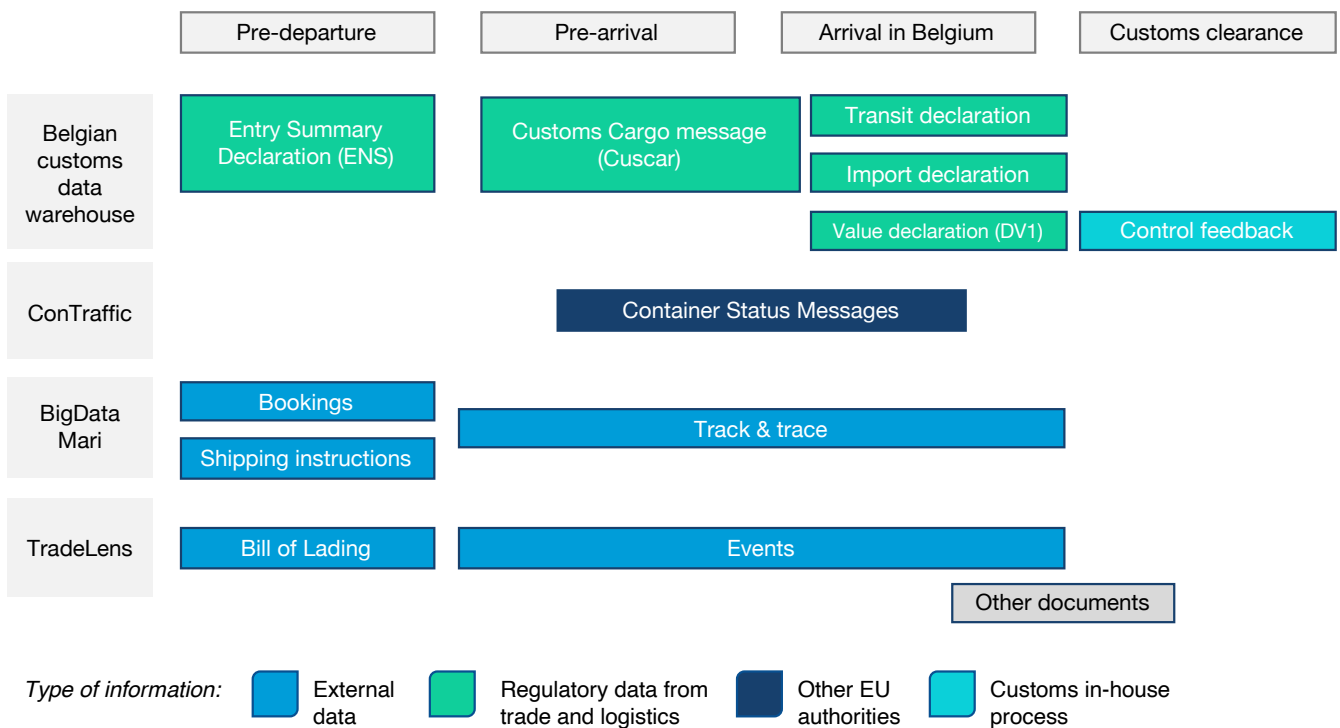 Pre-departure
Pre-arrival
Arrival in Belgium
Customs clearance
Belgian
customs
data
warehouse
Entry Summary
Declaration (ENS)
Customs Cargo message
(Cuscar)
Transit declaration
Import declaration
Value declaration (DV1)
Control feedback
ConTraffic
Container Status Messages
BigData
Mari
Bookings
Shipping instructions
Track & trace
TradeLens
Bill of Lading
Events
Other documents
Type of information:
External
data
Regulatory data from
trade and logistics
Other EU
authorities
Customs in-house
process